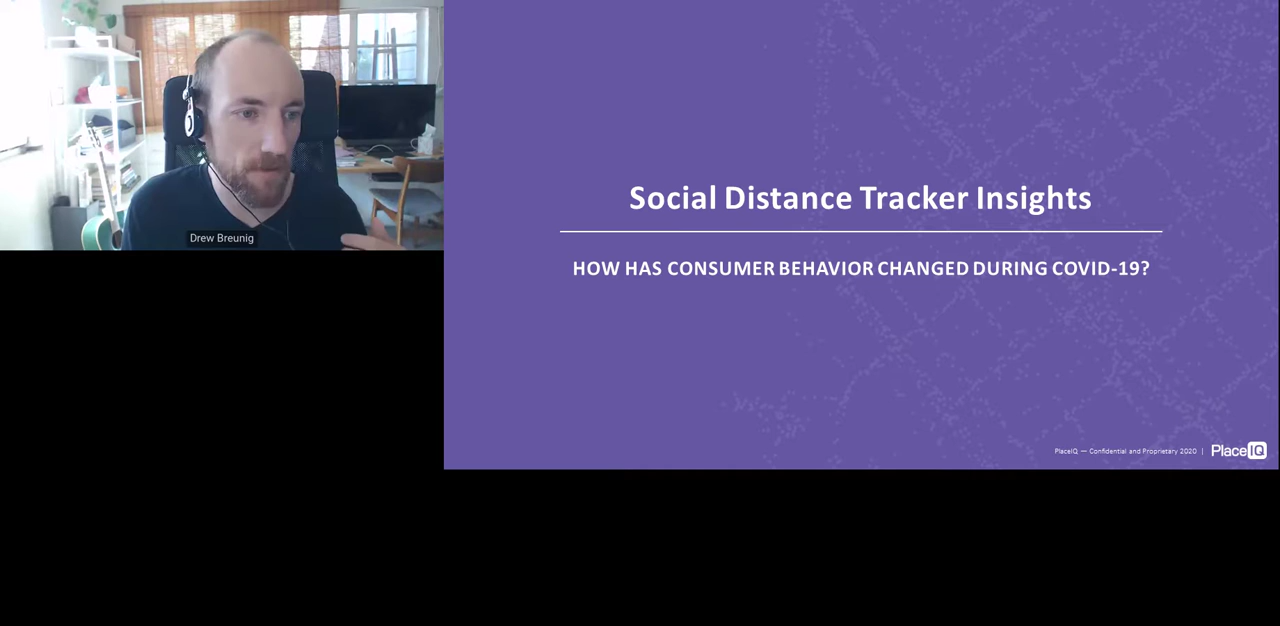 Drew Breunig
Social Distance Tracker Insights
HOW HAS CONSUMER BEHAVIOR CHANGED DURING COVID-19?
PlaceIQ — Confidential and Proprietary 2020 | PlaceIQ